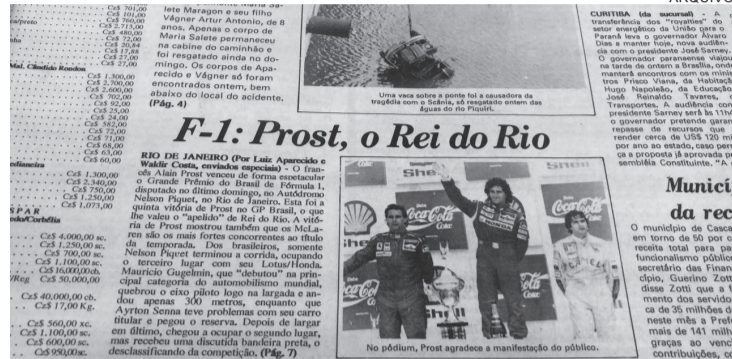 Cz$ 701,00
Cz$ 101,00
Cz$ 760,00
Cz$ 2.713,00
Cz$ 480,00
Cz$ 72,00
Cz$ 20,84
Cz$ 17,88
Cz$ 27,00
Cz$ 27,00
Mal. Cândido Rondon
Cz$ 1.300,00
Cz$ 2.700,00
Cz$ 2.600,00
Cz$ 702,00
Cz$ 92,00
Cz$ 25,00
Cz$ 24,00
Cz$ 582,00
Cz$ 72,00
Cz$ 71,00
Cz$ 68,00
Cz$ 63,00
Cz$ 60,00
Cz$ 1.300,00
Cz$ 2.340,00
Cz$ 750,00
Cz$ 1.250,00
Cz$ 1.073,00
Cz$ 4.000,00 sc.
Cz$ 1.250,00 sc.
Cz$ 700,00 sc.
Cz$ 1.100,00 sc.
Cz$ 16.000,00 cb.
Cz$ 50.000,00
Cz$ 40.000,00 cb.
Cz$ 17,00 Kg.
Cz$ 560,00 sc.
Cz$ 1.100,00 sc.
Cz$ 600,00 sc.
Cz$ 950,00 sc.
lete Maragon e seu filho
Vágner Artur Antonio, de 8
anos. Apenas o corpo de
Maria Salete permaneceu
na cabine do caminhão e
foi resgatado ainda no do-
mingo. Os corpos de Apa-
recido e Vágner só foram
encontrados ontem, bem
abaixo do local do acidente.
(Pág. 4)
Uma vaca sobre a ponte foi a causadora da
tragédia com o Scânia, só resgatado ontem das
águas do rio Piquiri.
F-1: Prost, o Rei do Rio
RIO DE JANEIRO (Por Luiz Aparecido e
Waldir Costa, enviados especiais) - O fran-
cês Alain Prost venceu de forma espetacular
o Grande Prêmio do Brasil de Fórmula 1,
disputado no último domingo, no Autódromo
Nelson Piquet, no Rio de Janeiro. Esta foi a
quinta vitória de Prost no GP Brasil, o que
lhe valeu o "apelido" de Rei do Rio. A vitó-
ria de Prost mostrou também que os McLa-
ren são os mais fortes concorrentes ao título
da temporada. Dos brasileiros, somente
Nelson Piquet terminou a corrida, ocupando
o terceiro lugar com seu Lotus/Honda.
Mauricio Gugelmin, que "debutou" na prin-
cipal categoria do automobilismo mundial,
quebrou o eixo piloto logo na largada e an-
dou apenas 300 metros, enquanto que
Ayrton Senna teve problemas com seu carro
titular e pegou o reserva. Depois de largar
em último, chegou a ocupar o segundo lugar,
mas recebeu uma discutida bandeira preta, o
desclassificando da competição. (Pág. 7)
Shell
Coca-Cola
Coke
Coca-Cola
Coke
No pódium, Prost agradece a manifestação do público.
CURITIBA (da sucursal) - A
transferência dos "royalties" do
setor energético da União para o
Paraná leva o governador Álvaro
Dias a manter hoje, nova audiên-
cia com o presidente José Sarney.
O governador paranaense viajou
na tarde de ontem a Brasília, onde
manterá encontros com os minis
tros Prisco Viana, da Habitação
Hugo Napoleão, da Educação
José Reinaldo Tavares,
Transportes. A audiência com
presidente Sarney será às 11h
o governador pretende garan
repasse de recursos que
render cerca de US$ 120 mi
por ano ao estado, caso per
ça a proposta já aprovada p
sembléia Constituinte. "A
Municí
da rec
O município de Casca
em torno de 50 por c
receita total para pa
funcionalismo público
secretário das Finan
cípio, Guerino Zott
disse Zotti que a f
mento dos servido
ca de 35 milhões d
neste mês a Prefe
mais de 141 milh
graças ao venc
contribuições, c